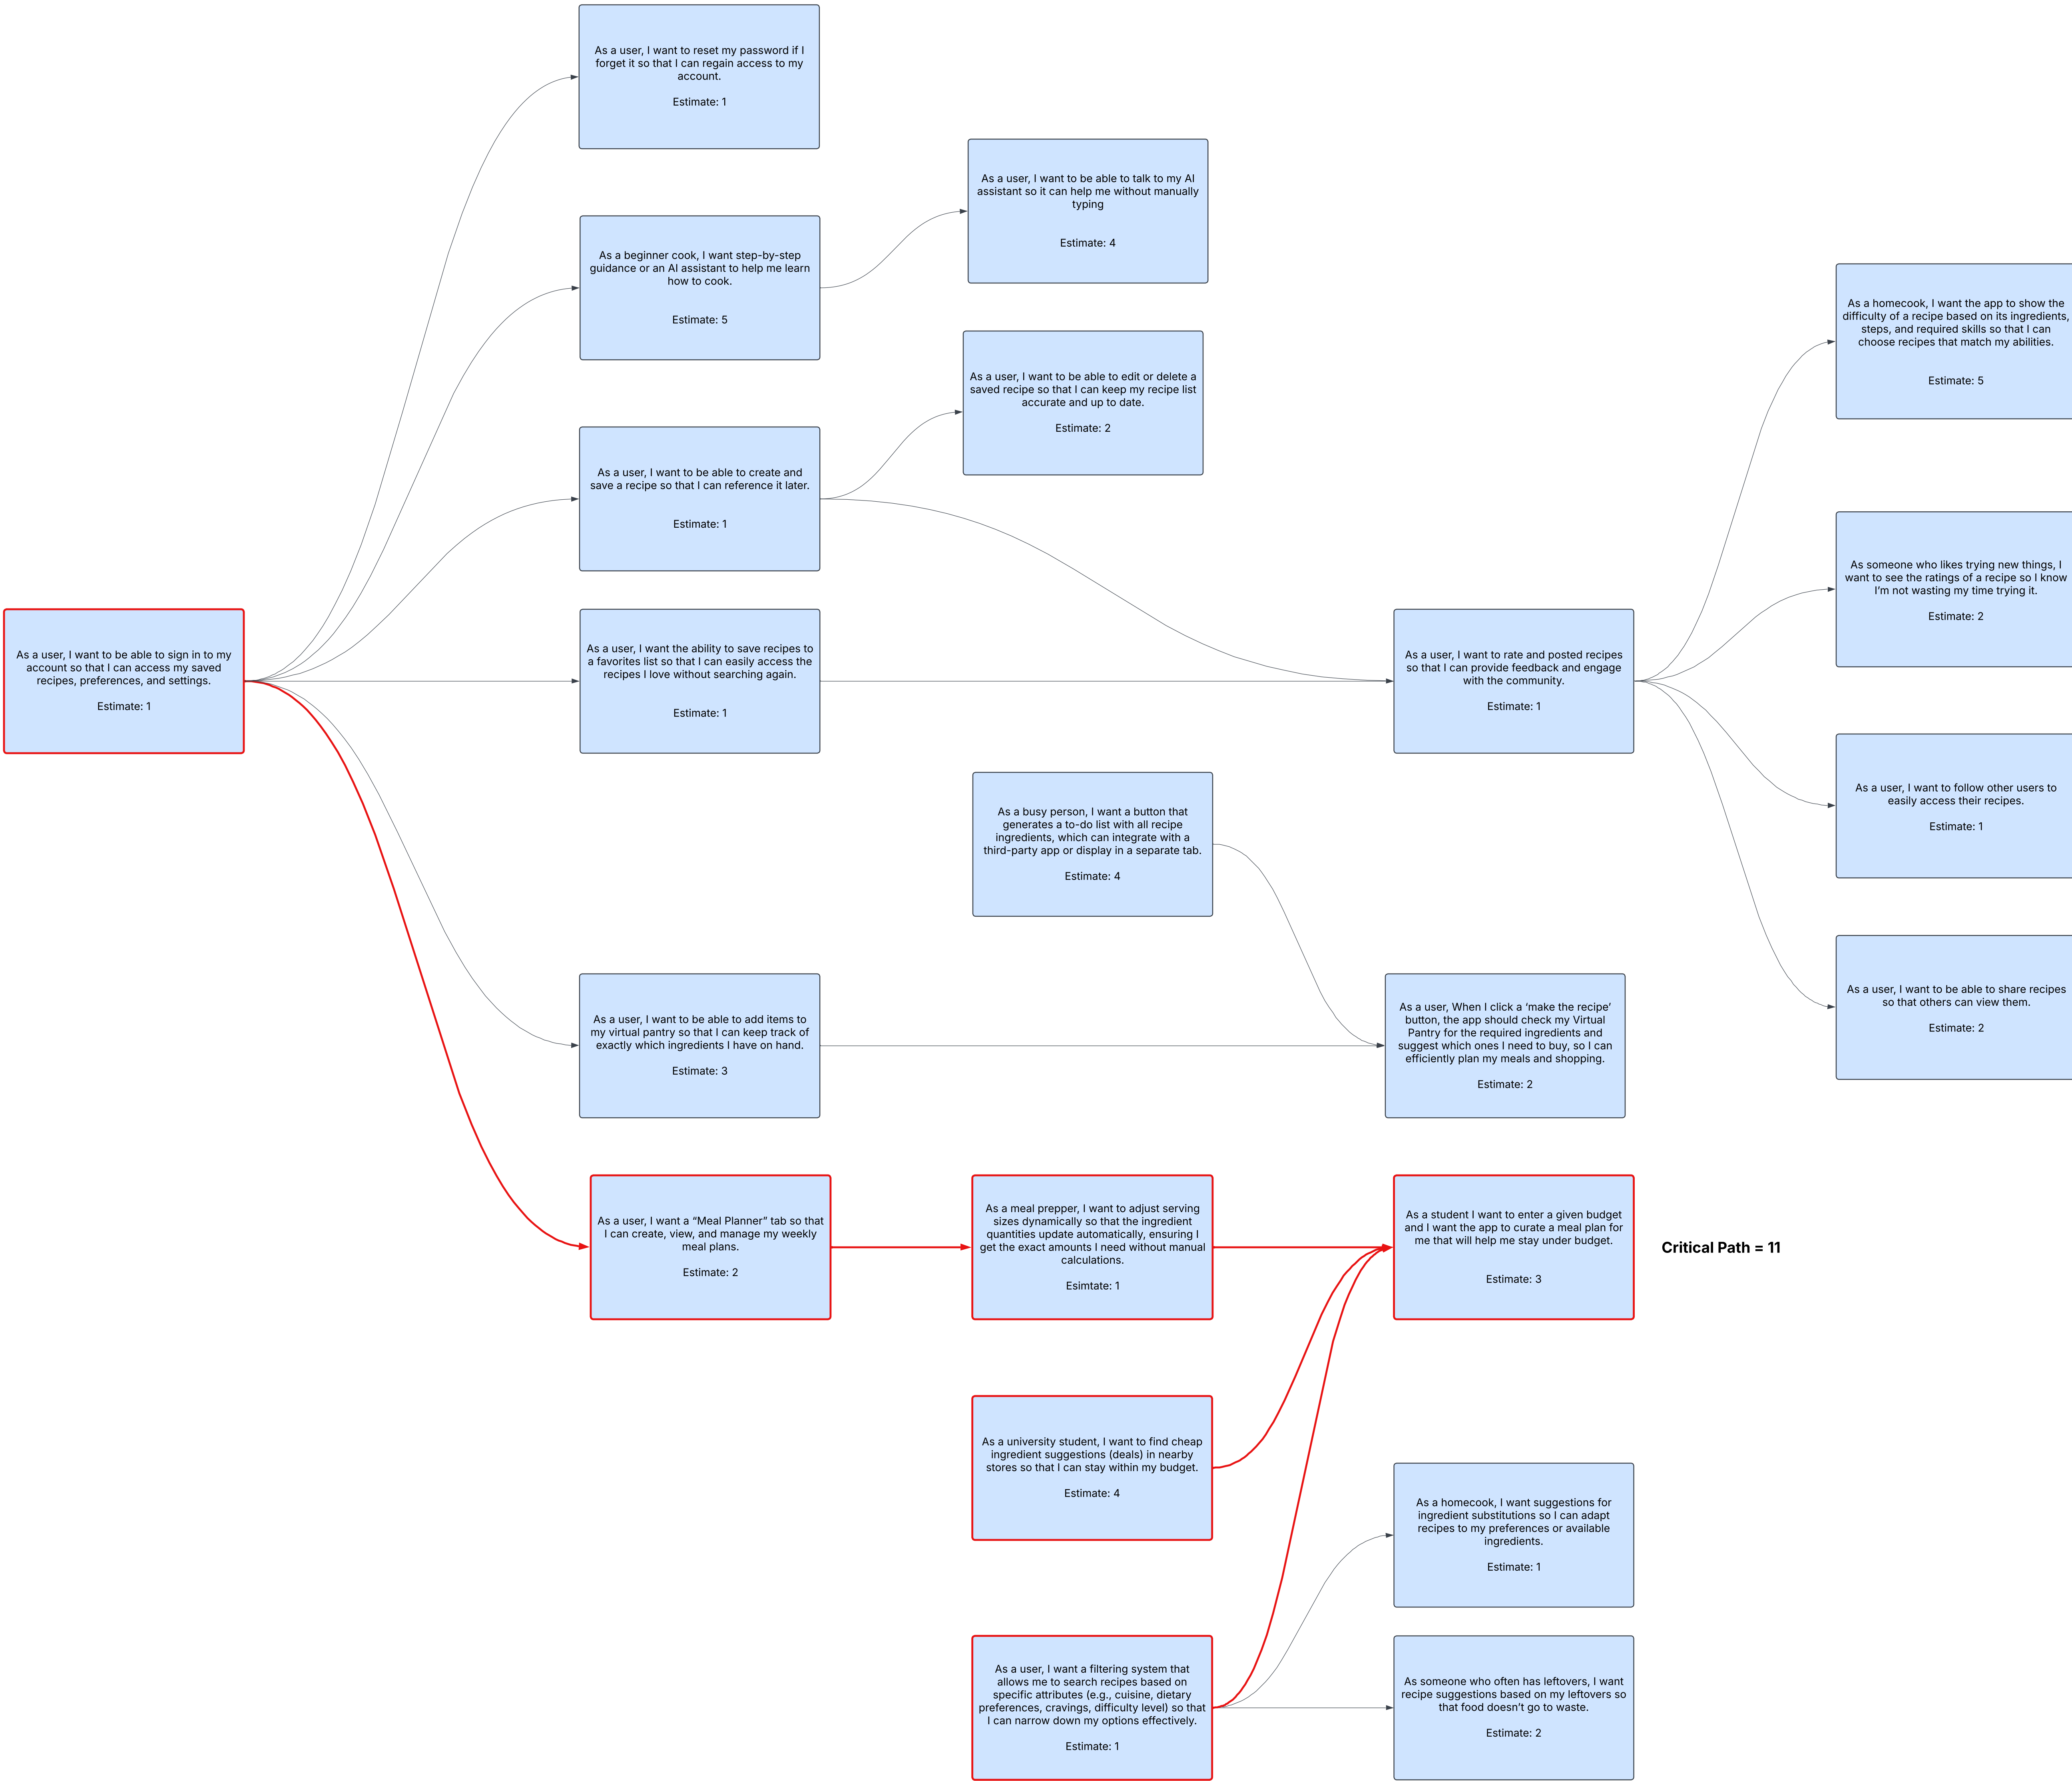 As a user, I want to reset my password if I
forget it so that I can regain access to my
account.
Estimate: 1
As a user, I want to be able to talk to my AI
assistant so it can help me without manually
typing
Estimate: 4
As a beginner cook, I want step-by-step
guidance or an AI assistant to help me learn
how to cook.
Estimate: 5
As a homecook, I want the app to show the
difficulty of a recipe based on its ingredients,
steps, and required skills so that I can
choose recipes that match my abilities.
Estimate: 5
As a user, I want to be able to edit or delete a
saved recipe so that I can keep my recipe list
accurate and up to date.
Estimate: 2
As a user, I want to be able to create and
save a recipe so that I can reference it later.
Estimate: 1
As someone who likes trying new things, I
want to see the ratings of a recipe so I know
I’m not wasting my time trying it.
Estimate: 2
As a user, I want to be able to sign in to my
account so that I can access my saved
recipes, preferences, and settings.
Estimate: 1
As a user, I want the ability to save recipes to
a favorites list so that I can easily access the
recipes I love without searching again.
Estimate: 1
As a user, I want to rate and posted recipes
so that I can provide feedback and engage
with the community.
Estimate: 1
As a user, I want to follow other users to
easily access their recipes.
Estimate: 1
As a busy person, I want a button that
generates a to-do list with all recipe
ingredients, which can integrate with a
third-party app or display in a separate tab.
Estimate: 4
As a user, I want to be able to share recipes
so that others can view them.
Estimate: 2
As a user, I want to be able to add items to
my virtual pantry so that I can keep track of
exactly which ingredients I have on hand.
Estimate: 3
As a user, When I click a ‘make the recipe’
button, the app should check my Virtual
Pantry for the required ingredients and
suggest which ones I need to buy, so I can
efficiently plan my meals and shopping.
Estimate: 2
As a user, I want a “Meal Planner” tab so that
I can create, view, and manage my weekly
meal plans.
Estimate: 2
As a meal prepper, I want to adjust serving
sizes dynamically so that the ingredient
quantities update automatically, ensuring I
get the exact amounts I need without manual
calculations.
Esimtate: 1
As a student I want to enter a given budget
and I want the app to curate a meal plan for
me that will help me stay under budget.
Estimate: 3
Critical Path = 11
As a university student, I want to find cheap
ingredient suggestions (deals) in nearby
stores so that I can stay within my budget.
Estimate: 4
As a homecook, I want suggestions for
ingredient substitutions so I can adapt
recipes to my preferences or available
ingredients.
Estimate: 1
As a user, I want a filtering system that
allows me to search recipes based on
specific attributes (e.g., cuisine, dietary
preferences, cravings, difficulty level) so that
I can narrow down my options effectively.
Estimate: 1
As someone who often has leftovers, I want
recipe suggestions based on my leftovers so
that food doesn’t go to waste.
Estimate: 2